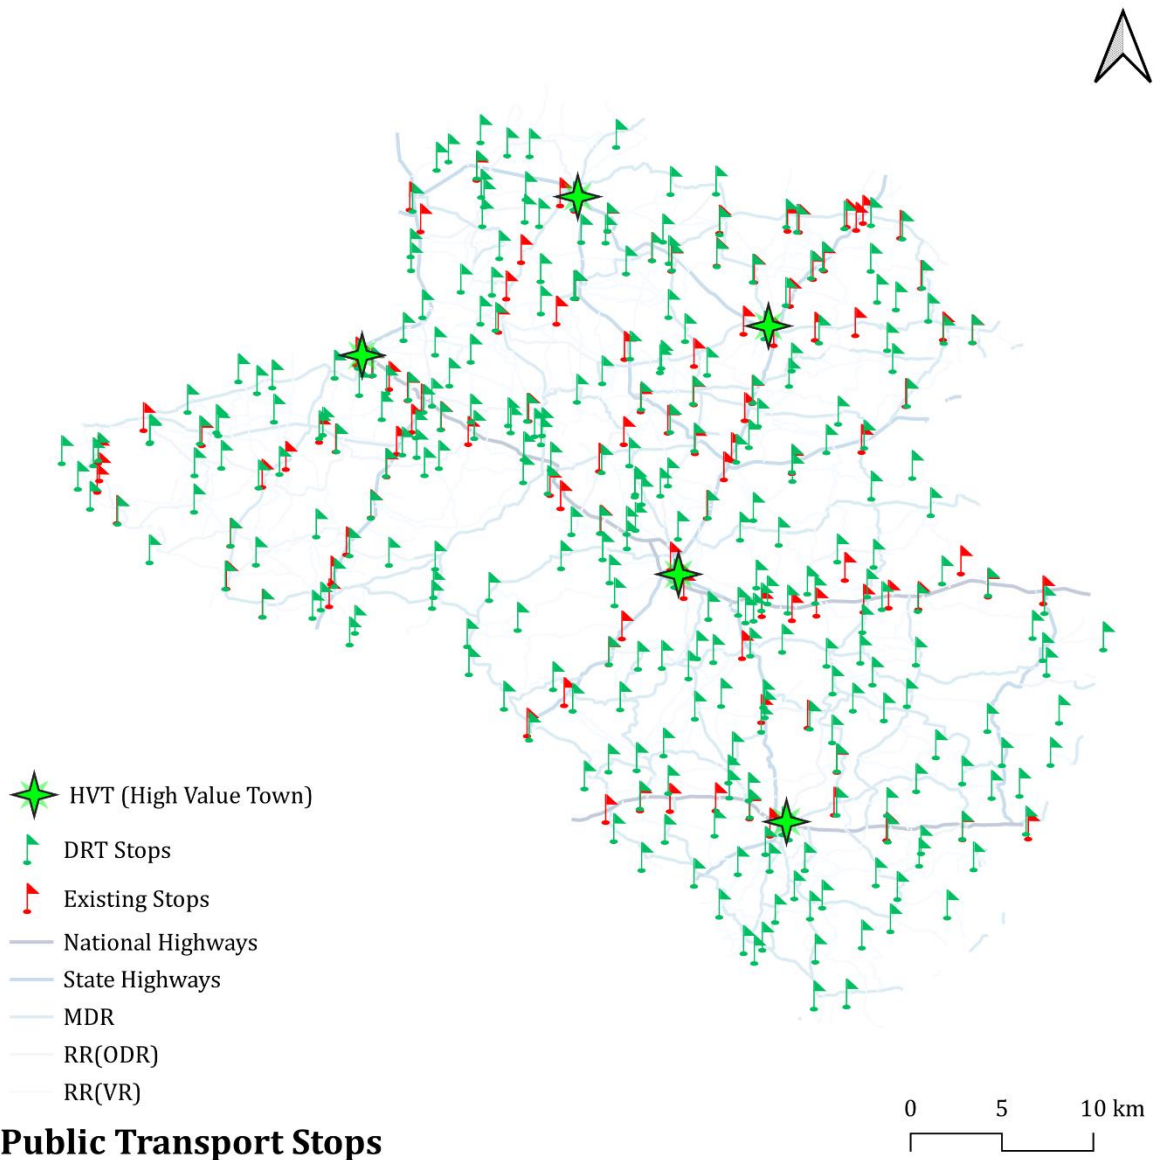 HVT (High Value Town)
DRT Stops
Existing Stops
National Highways
State Highways
MDR
RR(ODR)
RR(VR)
0 5 10 km
Public Transport Stops